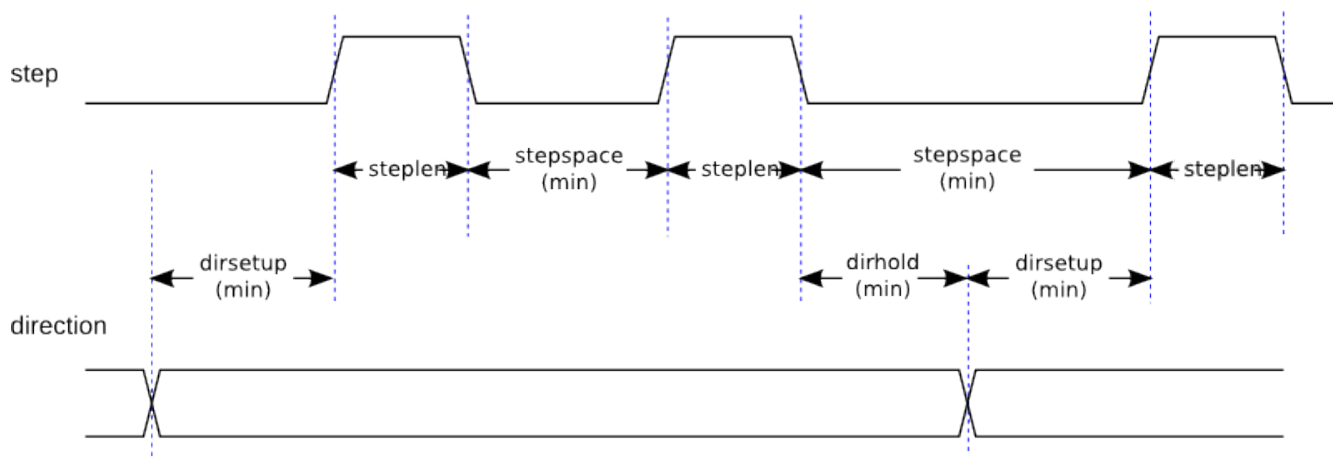 step
steplen
stepspace
(min)
steplen
stepspace
(min)
steplen
dirsetup
(min)
dirhold
(min)
dirsetup
(min)
direction